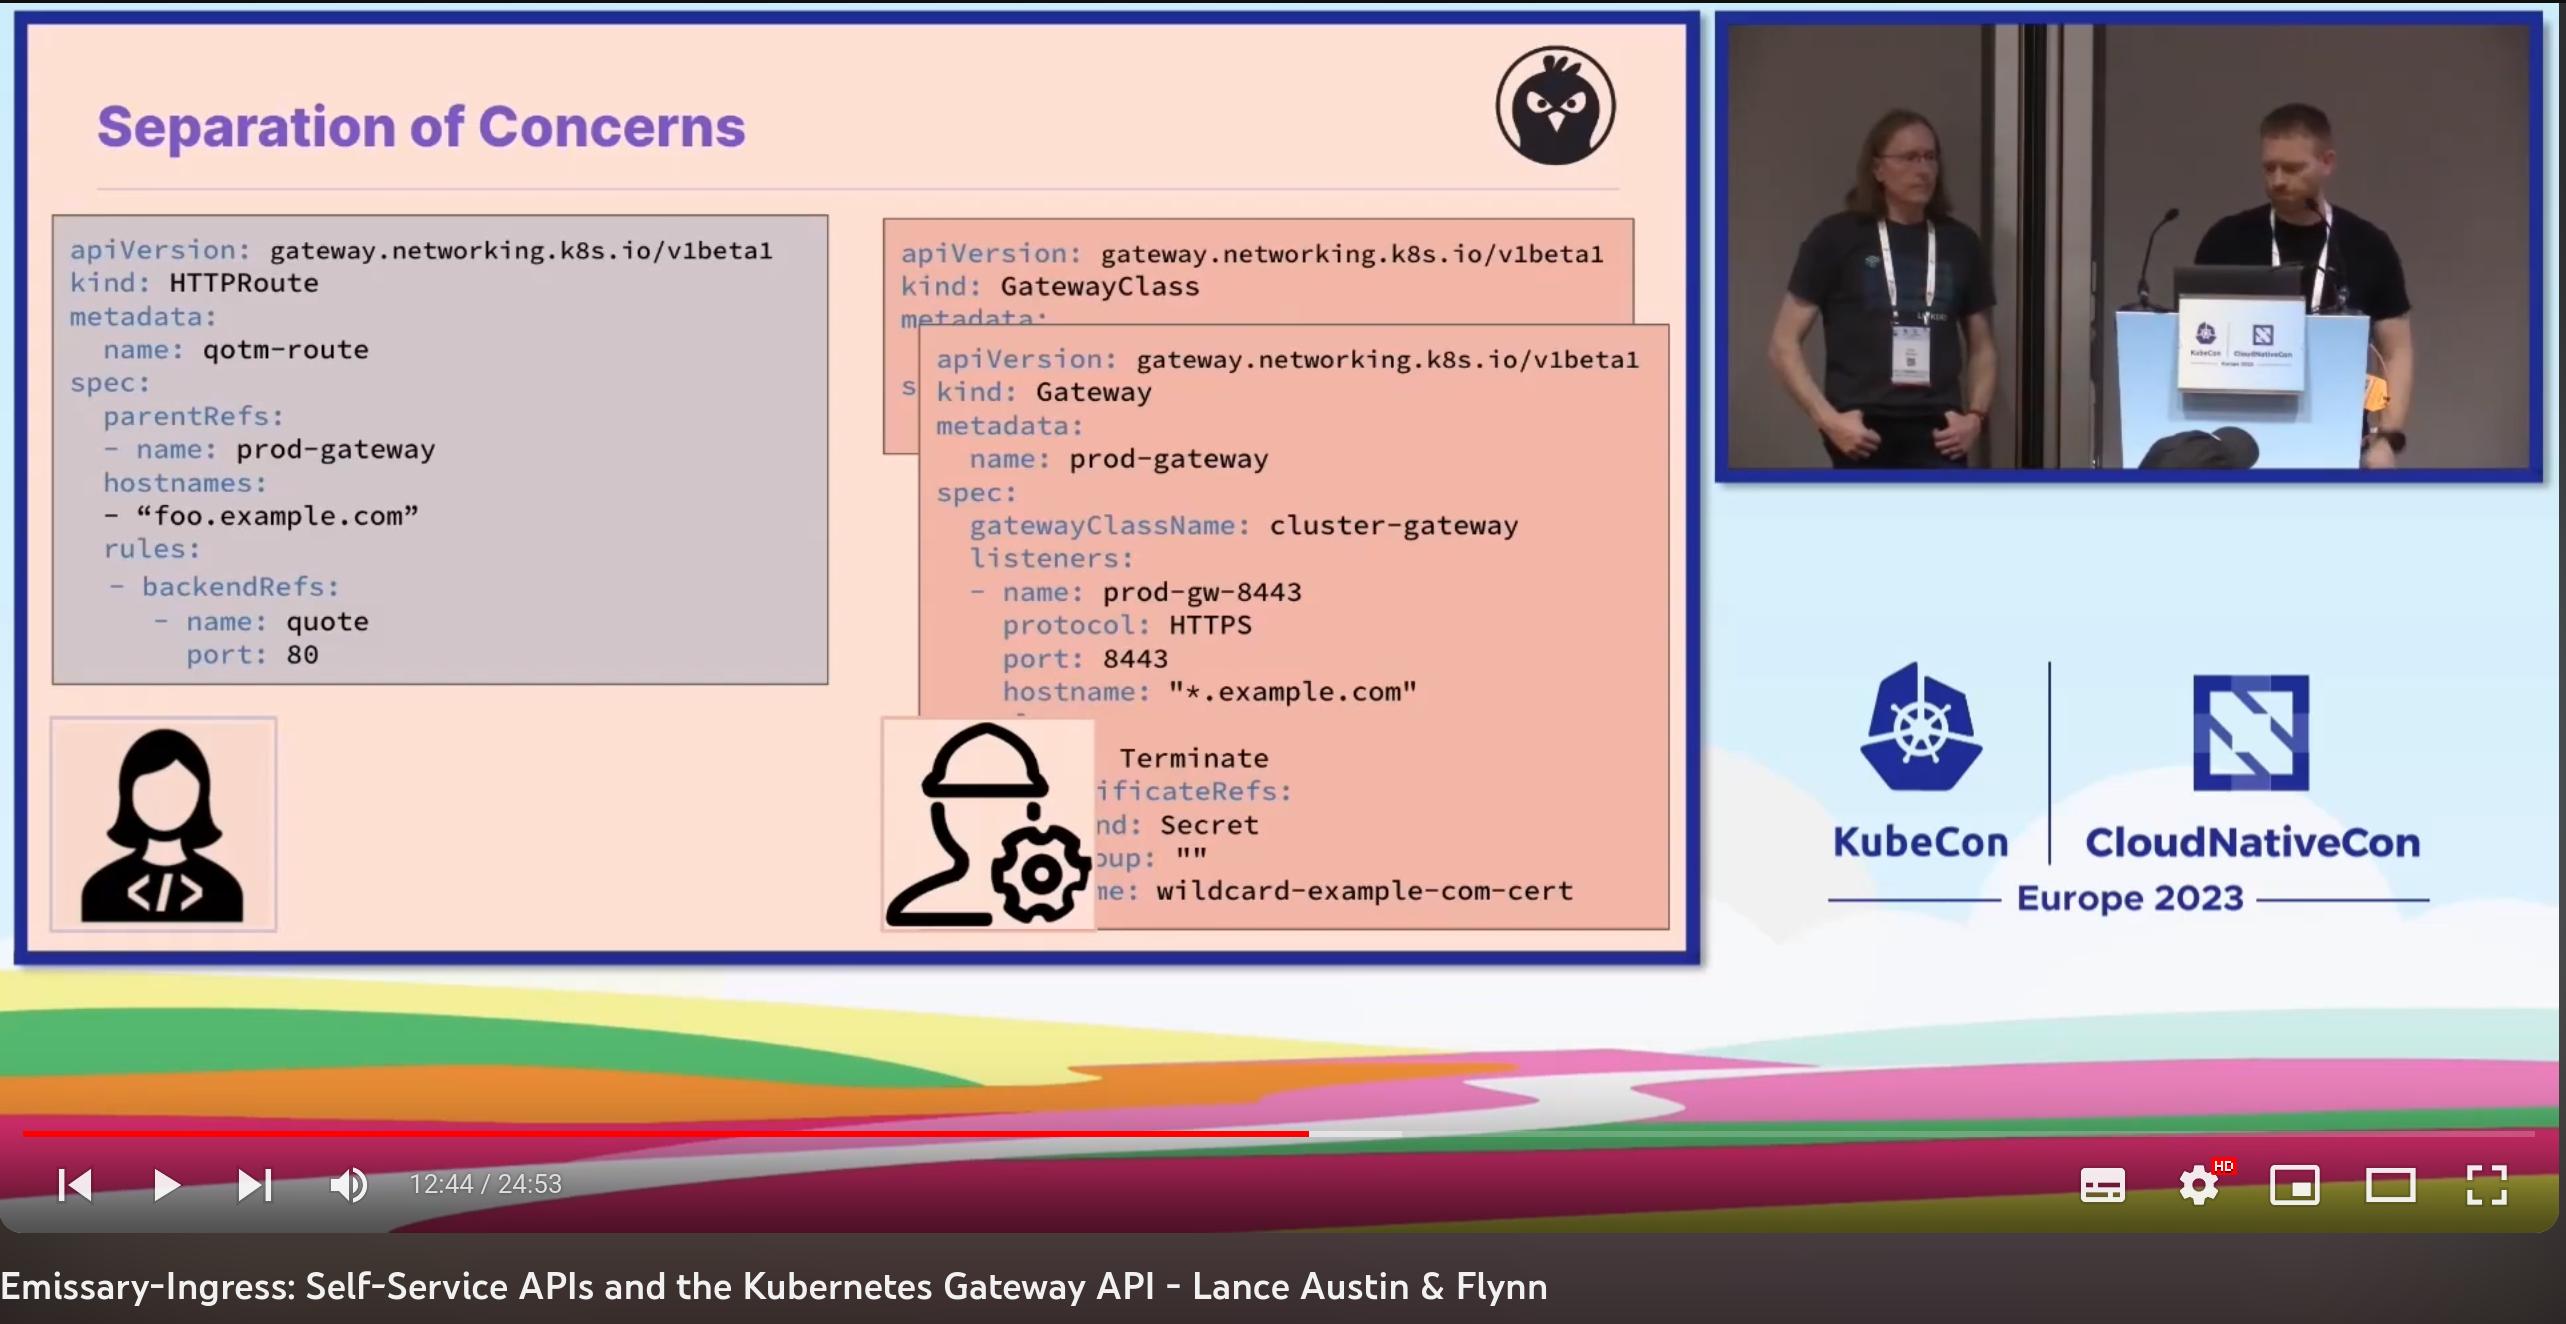 Separation of Concerns
apiVersion: gateway.networking.k8s.io/v1beta1
kind: HTTPRoute
metadata:
name: qotm-route
spec:
parentRefs:
- name: prod-gateway
hostnames:
- “foo.example.com”
rules:
- backendRefs:
- name: quote
port: 80
</>
apiVersion: gateway.networking.k8s.io/v1beta1
kind: GatewayClass
metadata:
s
apiVersion: gateway.networking.k8s.io/v1beta1
kind: Gateway
metadata:
name: prod-gateway
spec:
gatewayClassName: cluster-gateway
listeners:
- name: prod-gw-8443
protocol: HTTPS
port: 8443
hostname: "*.example.com"
Terminate
ificateRefs:
nd: Secret
oup: ""
me: wildcard-example-com-cert
KubeCon
CloudNativeCon
Europe 2023
KubeCon
CloudNativeCon
Europe 2023
12:44 / 24:53
HD
Emissary-Ingress: Self-Service APIs and the Kubernetes Gateway API - Lance Austin & Flynn